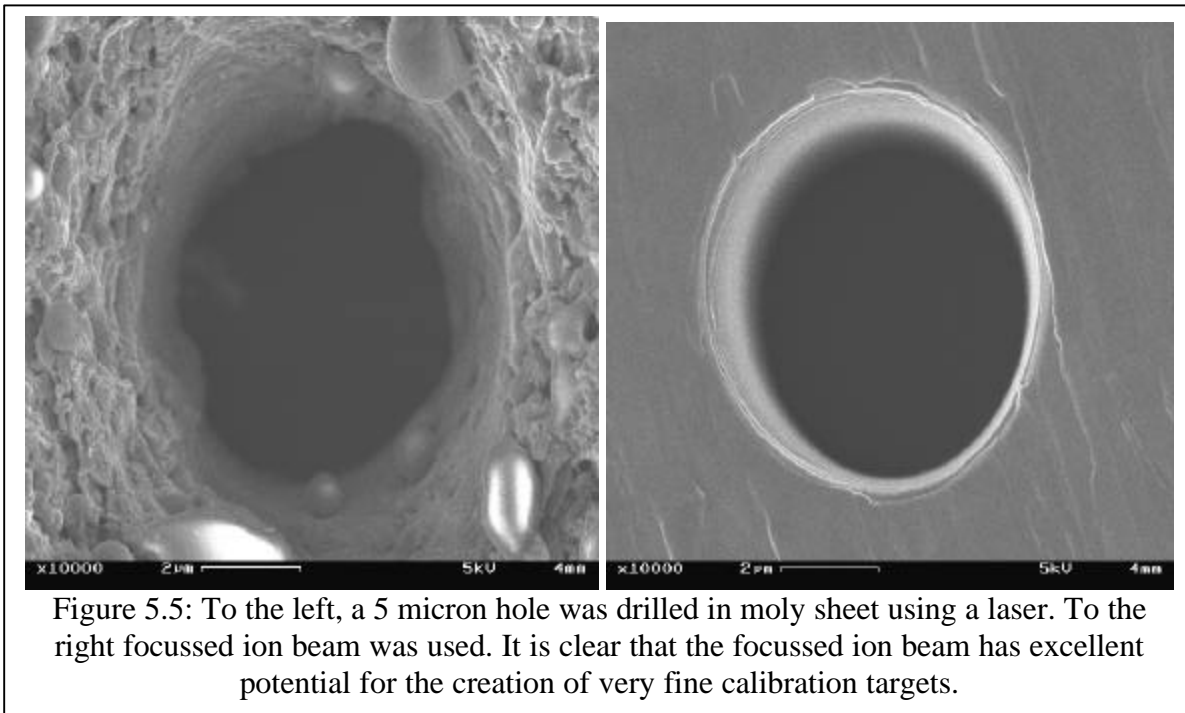 x10000 2µm 5kV 4mm
x10000 2µm 5kV 4mm
Figure 5.5: To the left, a 5 micron hole was drilled in moly sheet using a laser. To the
right focussed ion beam was used. It is clear that the focussed ion beam has excellent
potential for the creation of very fine calibration targets.